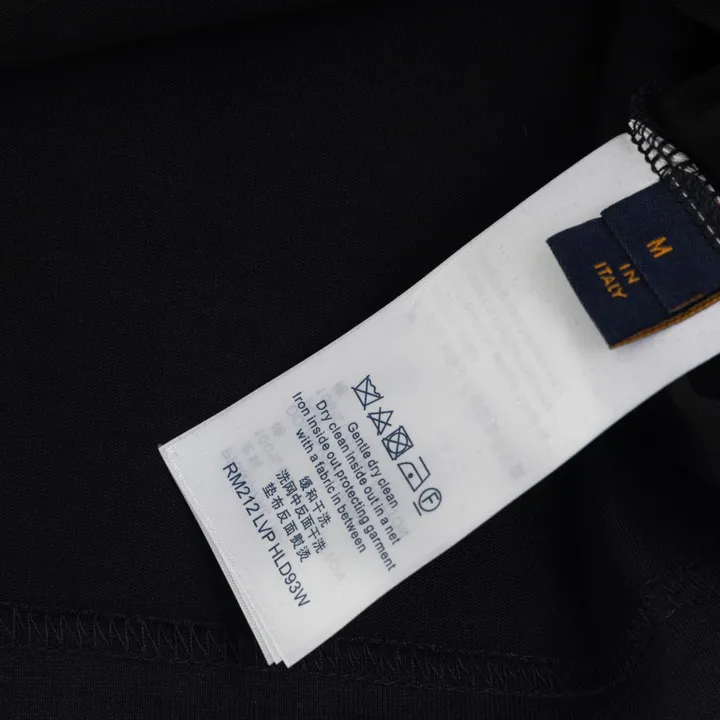 M
IN
ITALY
F
Gentle dry clean
Dry clean inside out in a net
Iron inside out protecting garment
with a fabric in between
缓和干洗
洗网中反面干洗
垫布反面熨烫
RM212 LVP HLD93W